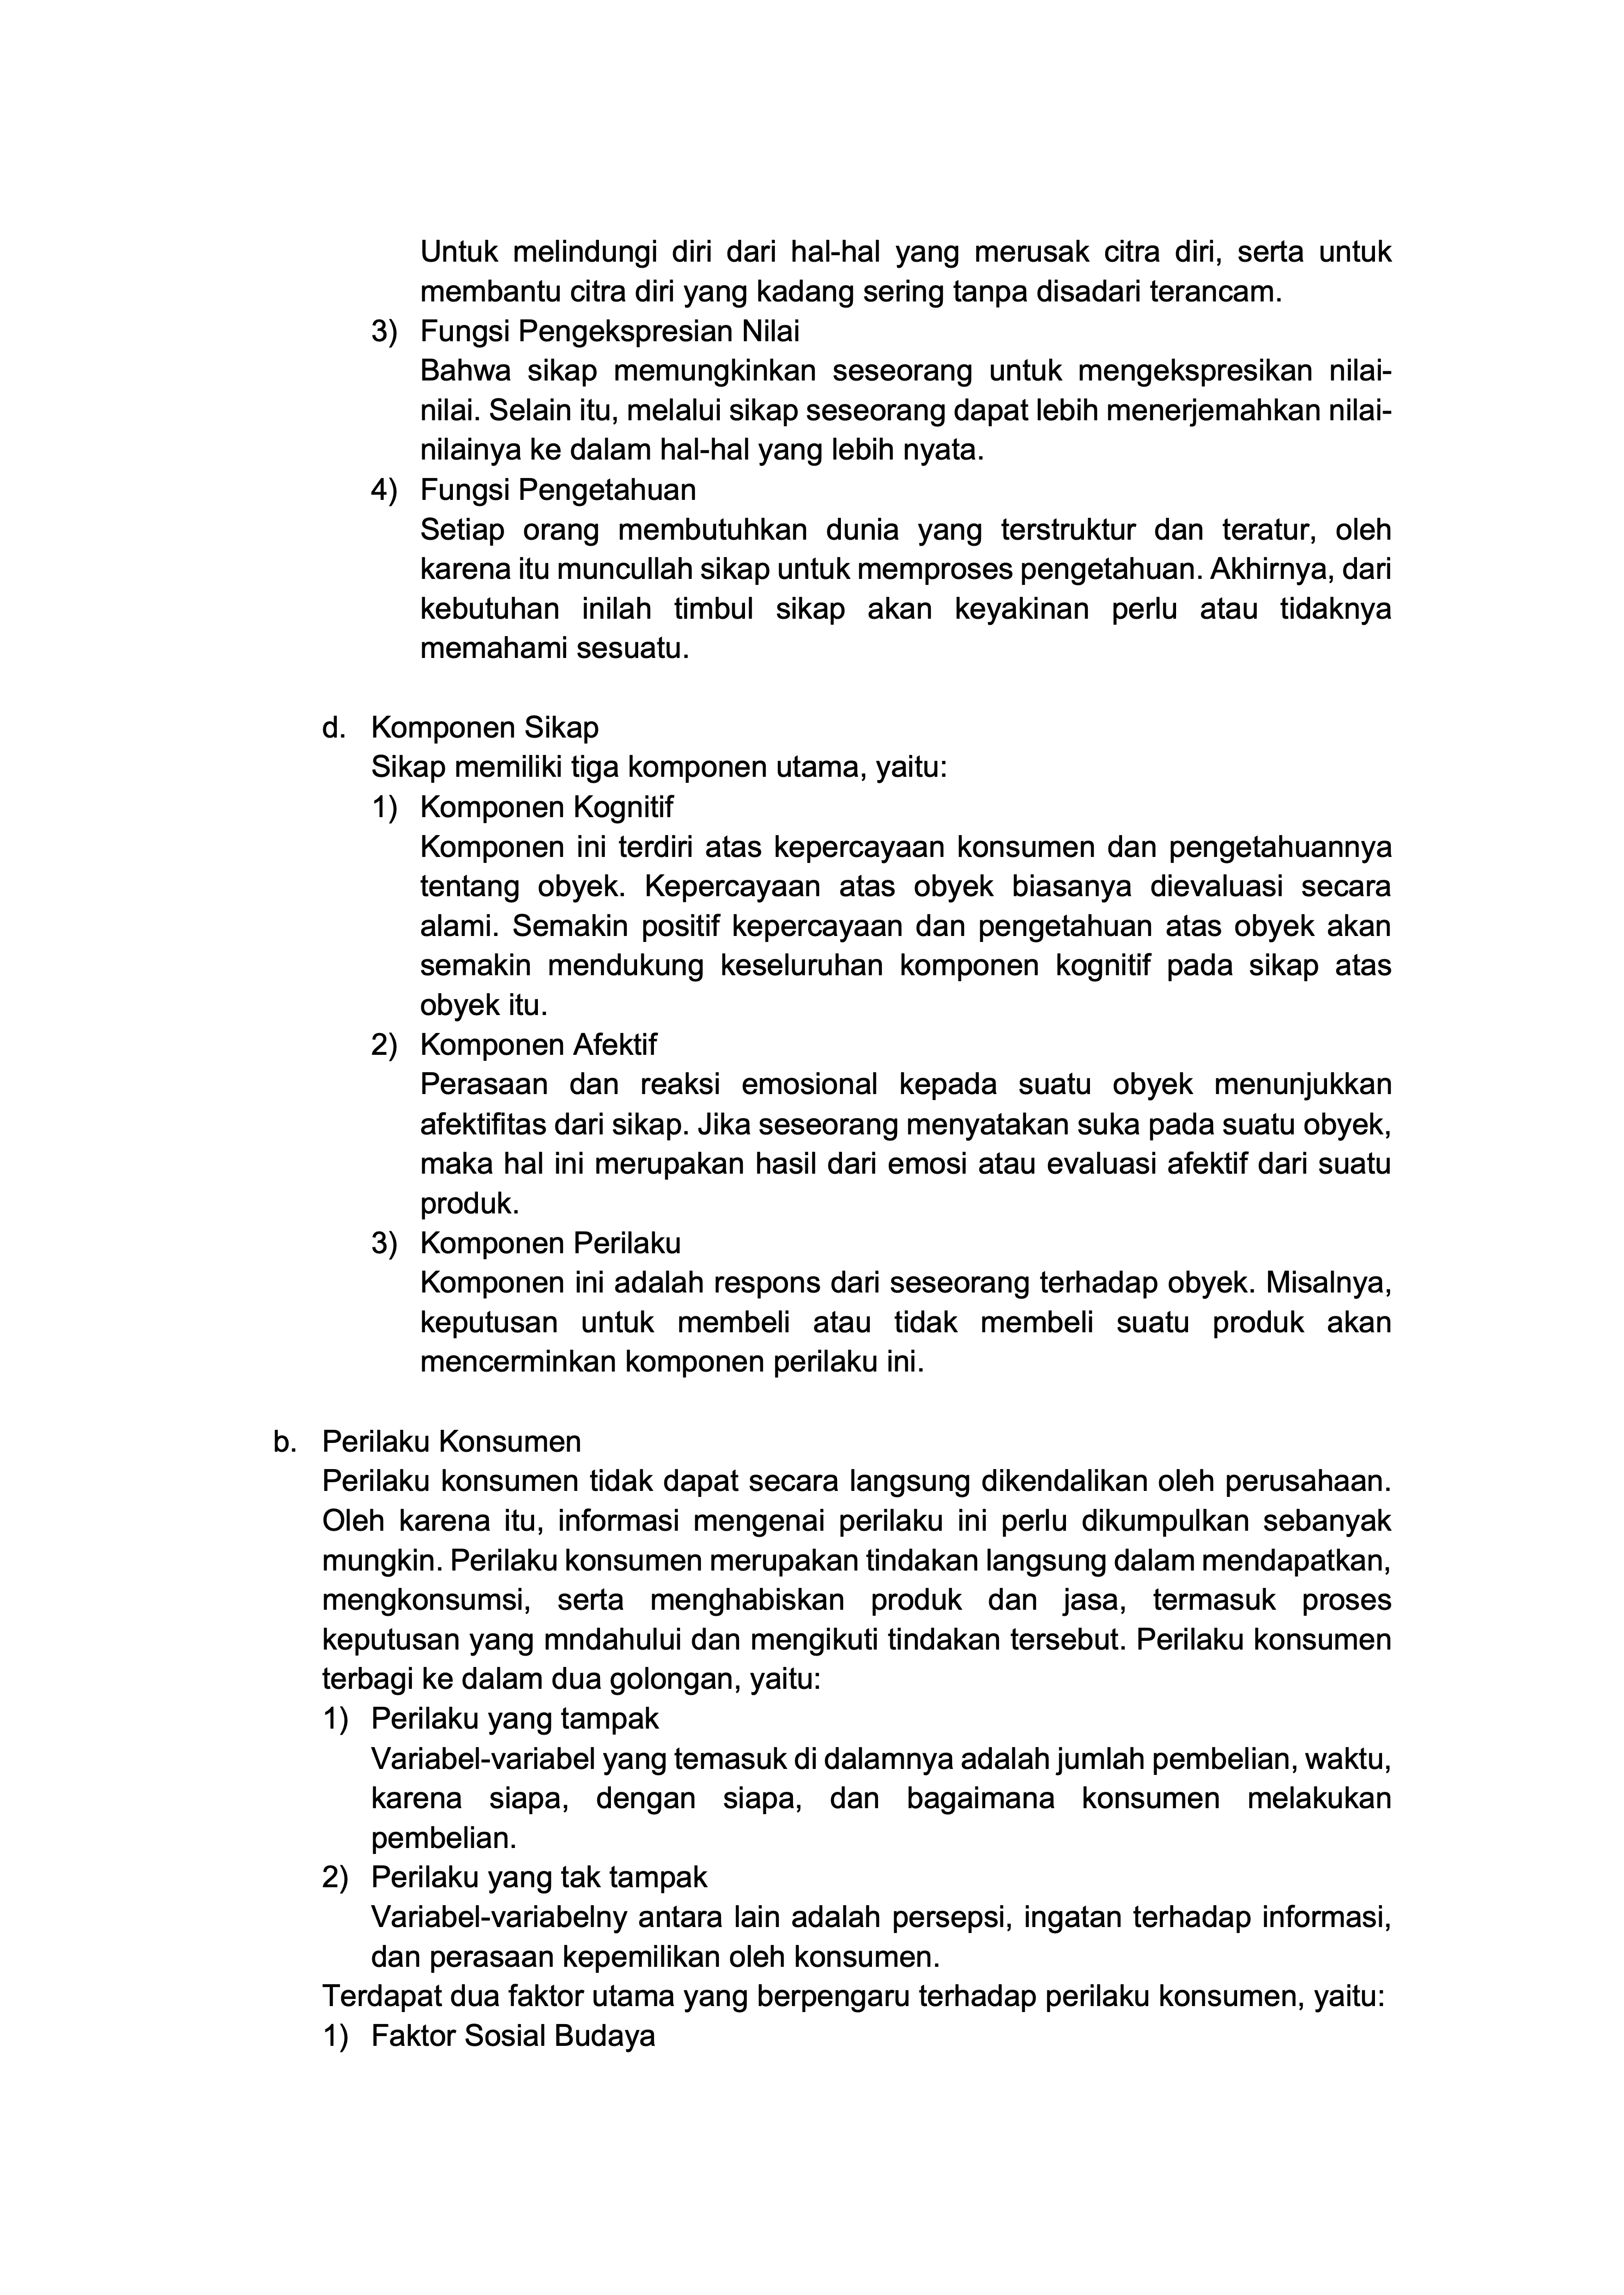 Untuk melindungi diri dari hal-hal yang merusak citra diri, serta untuk
membantu citra diri yang kadang sering tanpa disadari terancam.
3) Fungsi Pengekspresian Nilai
Bahwa sikap memungkinkan seseorang untuk mengekspresikan nilai-
nilai. Selain itu, melalui sikap seseorang dapat lebih menerjemahkan nilai-
nilainya ke dalam hal-hal yang lebih nyata.
4) Fungsi Pengetahuan
Setiap orang membutuhkan dunia yang terstruktur dan teratur, oleh
karena itu muncullah sikap untuk memproses pengetahuan. Akhirnya, dari
kebutuhan inilah timbul sikap akan keyakinan perlu atau tidaknya
memahami sesuatu.
d. Komponen Sikap
Sikap memiliki tiga komponen utama, yaitu:
1) Komponen Kognitif
Komponen ini terdiri atas kepercayaan konsumen dan pengetahuannya
tentang obyek. Kepercayaan atas obyek biasanya dievaluasi secara
alami. Semakin positif kepercayaan dan pengetahuan atas obyek akan
semakin mendukung keseluruhan komponen kognitif pada sikap atas
obyek itu.
2) Komponen Afektif
Perasaan dan reaksi emosional kepada suatu obyek menunjukkan
afektifitas dari sikap. Jika seseorang menyatakan suka pada suatu obyek,
maka hal ini merupakan hasil dari emosi atau evaluasi afektif dari suatu
produk.
3) Komponen Perilaku
Komponen ini adalah respons dari seseorang terhadap obyek. Misalnya,
keputusan untuk membeli atau tidak membeli suatu produk akan
mencerminkan komponen perilaku ini.
b. Perilaku Konsumen
Perilaku konsumen tidak dapat secara langsung dikendalikan oleh perusahaan.
Oleh karena itu, informasi mengenai perilaku ini perlu dikumpulkan sebanyak
mungkin. Perilaku konsumen merupakan tindakan langsung dalam mendapatkan,
mengkonsumsi, serta menghabiskan produk dan jasa, termasuk proses
keputusan yang mndahului dan mengikuti tindakan tersebut. Perilaku konsumen
terbagi ke dalam dua golongan, yaitu:
1) Perilaku yang tampak
Variabel-variabel yang temasuk di dalamnya adalah jumlah pembelian, waktu,
karena siapa, dengan siapa, dan bagaimana konsumen melakukan
pembelian.
2) Perilaku yang tak tampak
Variabel-variabelny antara lain adalah persepsi, ingatan terhadap informasi,
dan perasaan kepemilikan oleh konsumen.
Terdapat dua faktor utama yang berpengaru terhadap perilaku konsumen, yaitu:
1) Faktor Sosial Budaya